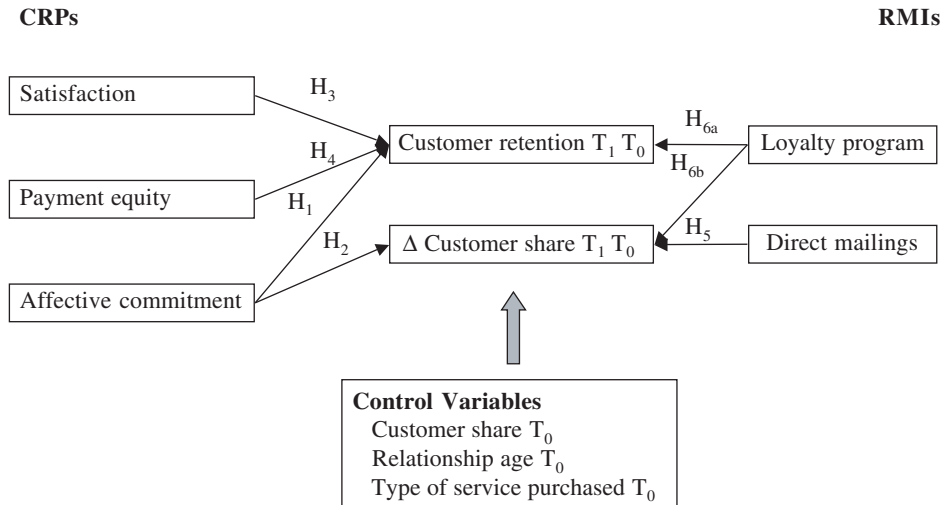 CRPs
RMIs
Satisfaction
Payment equity
Affective commitment
H3
H4
H1
H2
Customer retention T1 T0
Δ Customer share T1 T0
H6a
H6b
H5
Loyalty program
Direct mailings
Control Variables
Customer share T0
Relationship age T0
Type of service purchased T0